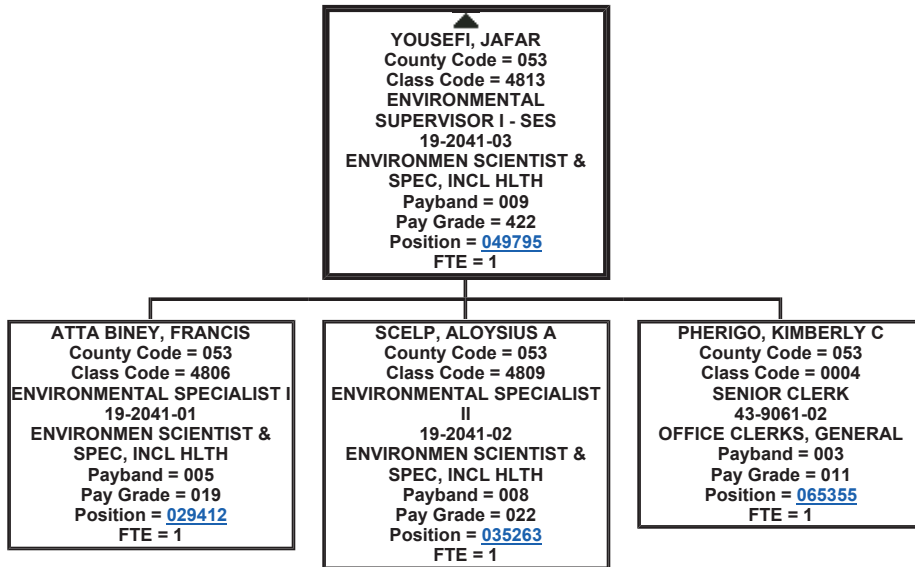 YOUSEFI, JAFAR
County Code = 053
Class Code = 4813
ENVIRONMENTAL
SUPERVISOR I - SES
19-2041-03
ENVIRONMEN SCIENTIST &
SPEC, INCL HLTH
Payband = 009
Pay Grade = 422
Position = 049795
FTE = 1
ATTA BINEY, FRANCIS
County Code = 053
Class Code = 4806
ENVIRONMENTAL SPECIALIST I
19-2041-01
ENVIRONMEN SCIENTIST &
SPEC, INCL HLTH
Payband = 005
Pay Grade = 019
Position = 029412
FTE = 1
SCELP, ALOYSIUS A
County Code = 053
Class Code = 4809
ENVIRONMENTAL SPECIALIST
II
19-2041-02
ENVIRONMEN SCIENTIST &
SPEC, INCL HLTH
Payband = 008
Pay Grade = 022
Position = 035263
FTE = 1
PHERIGO, KIMBERLY C
County Code = 053
Class Code = 0004
SENIOR CLERK
43-9061-02
OFFICE CLERKS, GENERAL
Payband = 003
Pay Grade = 011
Position = 065355
FTE = 1